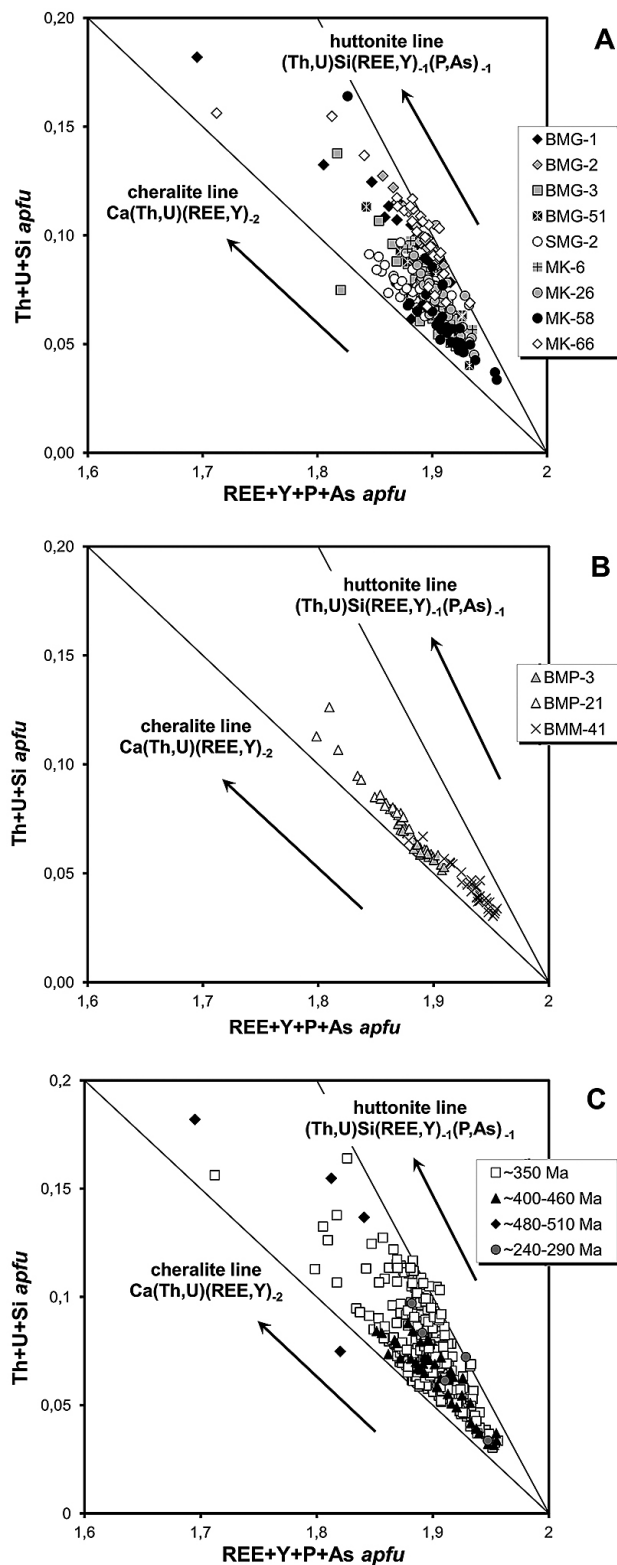 A
0,20
huttonite line
(Th,U)Si(REE,Y)-1(P,As)-1
0,15
BMG-1
BMG-2
BMG-3
BMG-51
SMG-2
MK-6
MK-26
MK-58
MK-66
cheralite line
Ca(Th,U)(REE,Y)-2
Th+U+Si apfu
0,10
0,05
0,00
1,6
1,7
1,8
1,9
2
REE+Y+P+As apfu
B
0,20
huttonite line
(Th,U)Si(REE,Y)-1(P,As)-1
0,15
BMP-3
BMP-21
BMM-41
cheralite line
Ca(Th,U)(REE,Y)-2
Th+U+Si apfu
0,10
0,05
0,00
1,6
1,7
1,8
1,9
2
REE+Y+P+As apfu
C
0,2
huttonite line
(Th,U)Si(REE,Y)-1(P,As)-1
0,15
~350 Ma
~400-460 Ma
~480-510 Ma
~240-290 Ma
cheralite line
Ca(Th,U)(REE,Y)-2
Th+U+Si apfu
0,1
0,05
0
1,6
1,7
1,8
1,9
2
REE+Y+P+As apfu